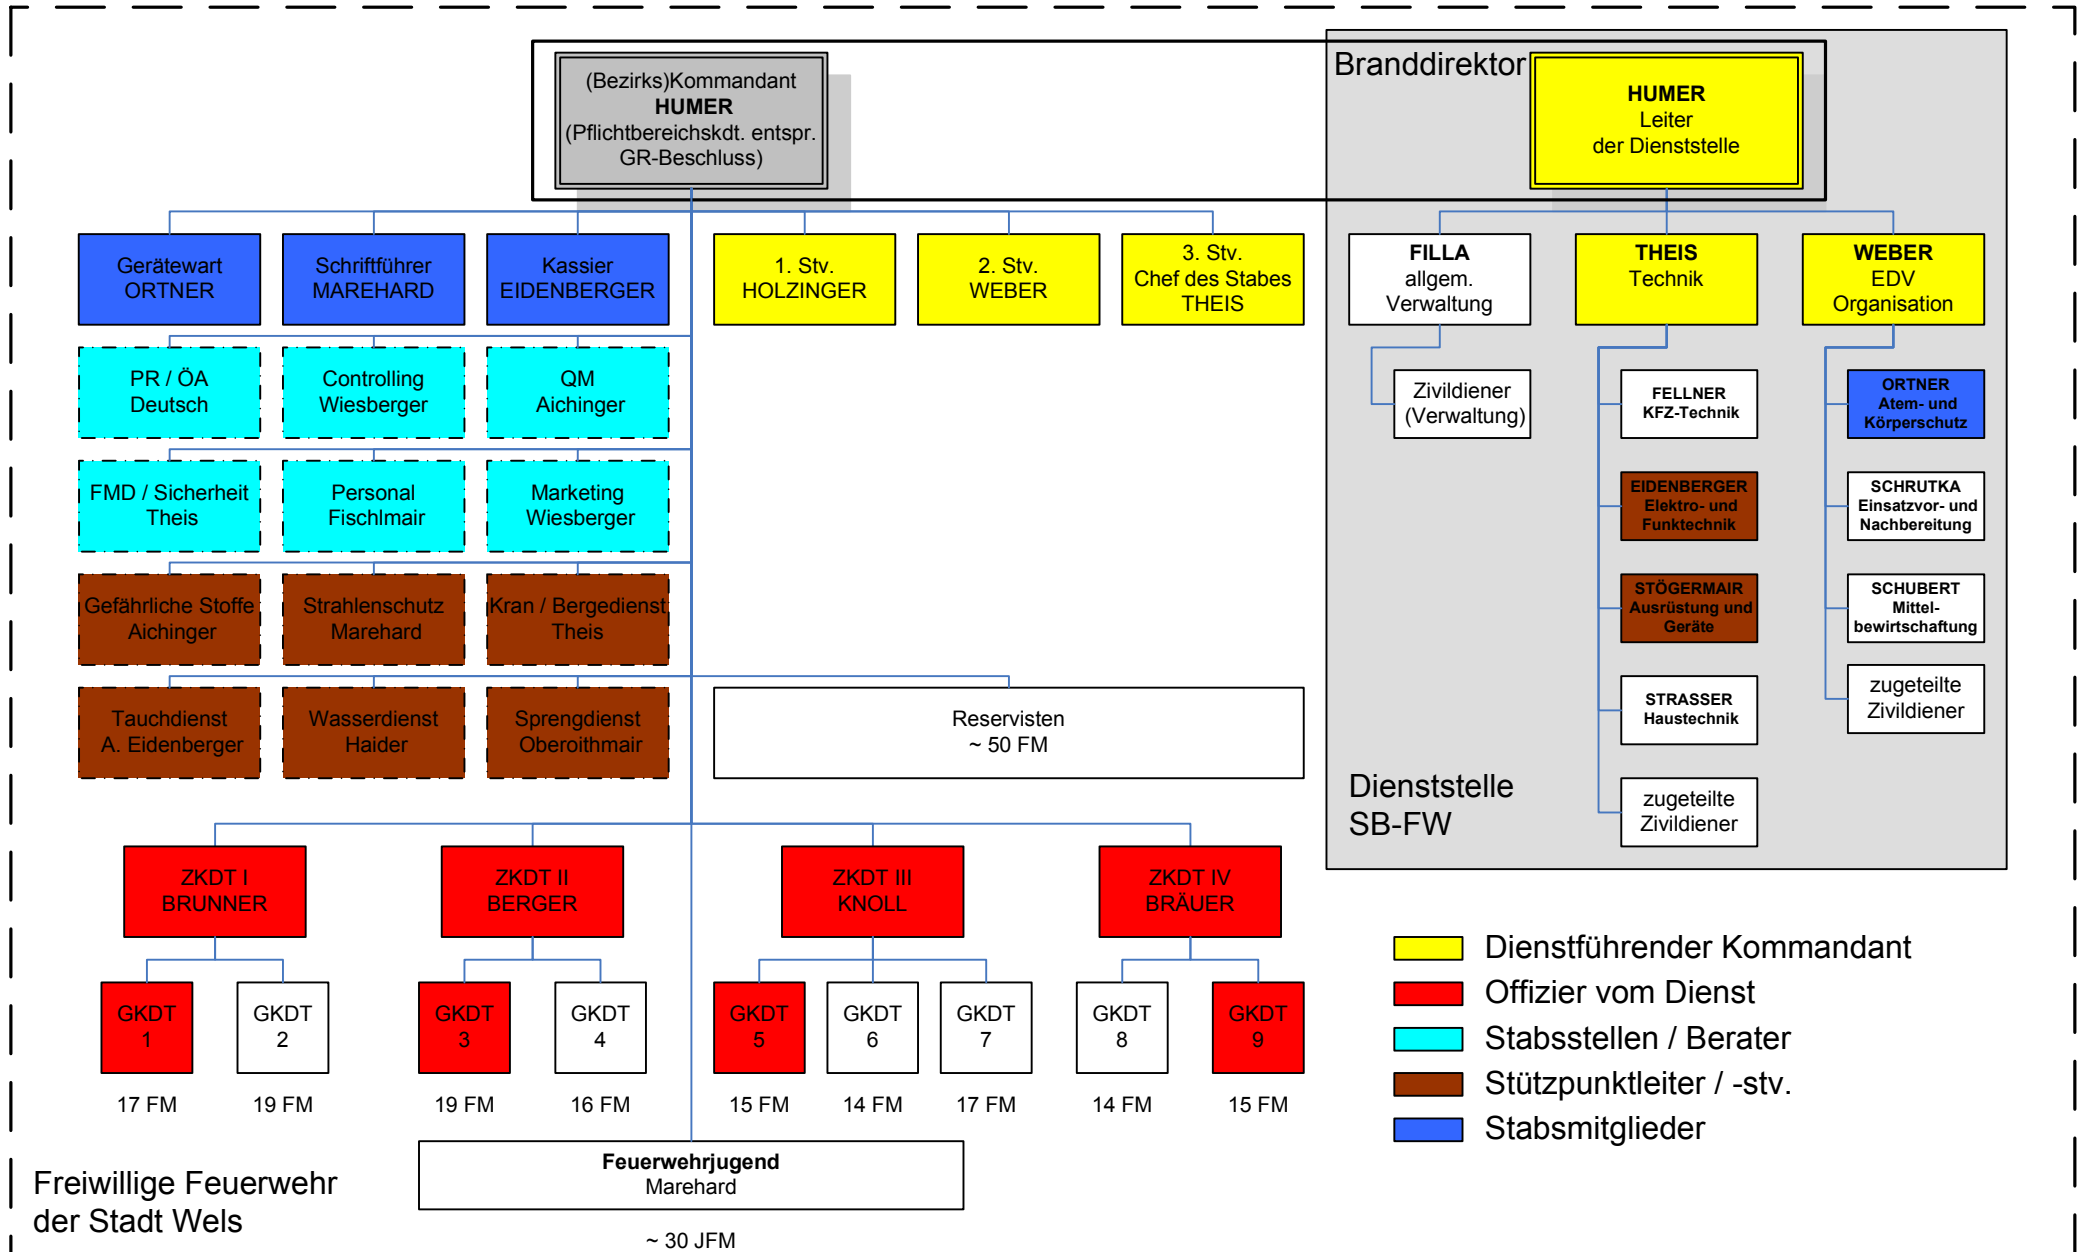 (Bezirks)Kommandant
HUMER
(Pflichtbereichskdt. entspr.
GR-Beschluss)
Branddirektor
HUMER
Leiter
der Dienststelle
Gerätewart
ORTNER
Schriftführer
MAREHARD
Kassier
EIDENBERGER
1. Stv.
HOLZINGER
2. Stv.
WEBER
3. Stv.
Chef des Stabes
THEIS
FILLA
allgem.
Verwaltung
THEIS
Technik
WEBER
EDV
Organisation
PR / ÖA
Deutsch
Controlling
Wiesberger
QM
Aichinger
Zivildiener
(Verwaltung)
FELLNER
KFZ-Technik
ORTNER
Atem- und
Körperschutz
FMD / Sicherheit
Theis
Personal
Fischlmair
Marketing
Wiesberger
EIDENBERGER
Elektro- und
Funktechnik
SCHRUTKA
Einsatzvor- und
Nachbereitung
Gefährliche Stoffe
Aichinger
Strahlenschutz
Marehard
Kran / Bergedienst
Theis
STÖGERMAIR
Ausrüstung und
Geräte
SCHUBERT
Mittel-
bewirtschaftung
Tauchdienst
A. Eidenberger
Wasserdienst
Haider
Sprengdienst
Oberoithmair
Reservisten
~ 50 FM
STRASSER
Haustechnik
zugeteilte
Zivildiener
Dienststelle
SB-FW
zugeteilte
Zivildiener
ZKDT I
BRUNNER
ZKDT II
BERGER
ZKDT III
KNOLL
ZKDT IV
BRÄUER
GKDT
1
GKDT
2
GKDT
3
GKDT
4
GKDT
5
GKDT
6
GKDT
7
GKDT
8
GKDT
9
17 FM
19 FM
19 FM
16 FM
15 FM
14 FM
17 FM
14 FM
15 FM
Dienstführender Kommandant
Offizier vom Dienst
Stabsstellen / Berater
Stützpunktleiter / -stv.
Stabsmitglieder
Feuerwehrjugend
Marehard
~ 30 JFM
Freiwillige Feuerwehr
der Stadt Wels